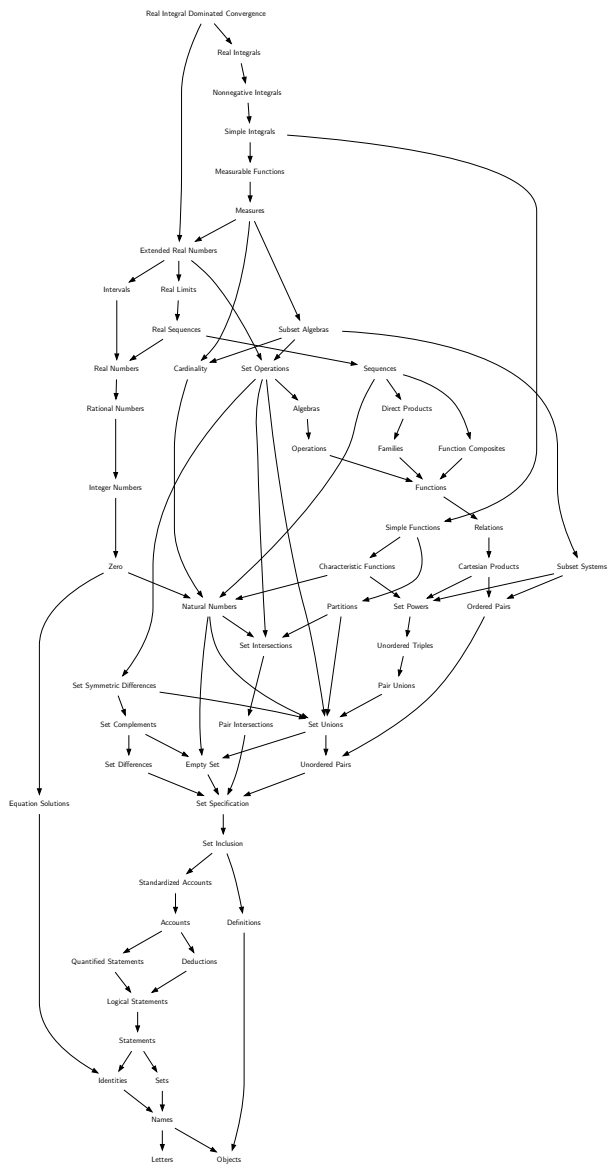 Real Integral Dominated Convergence
Real Integrals
Nonnegative Integrals
Simple Integrals
Measurable Functions
Measures
Extended Real Numbers
Intervals
Real Limits
Real Sequences
Subset Algebras
Real Numbers
Cardinality
Set Operations
Sequences
Rational Numbers
Algebras
Direct Products
Operations
Families
Function Composites
Integer Numbers
Functions
Simple Functions
Relations
Zero
Characteristic Functions
Cartesian Products
Subset Systems
Natural Numbers
Partitions
Set Powers
Ordered Pairs
Set Intersections
Unordered Triples
Set Symmetric Differences
Pair Unions
Set Complements
Pair Intersections
Set Unions
Set Differences
Empty Set
Unordered Pairs
Equation Solutions
Set Specification
Set Inclusion
Standardized Accounts
Accounts
Definitions
Quantified Statements
Deductions
Logical Statements
Statements
Identities
Sets
Names
Letters
Objects